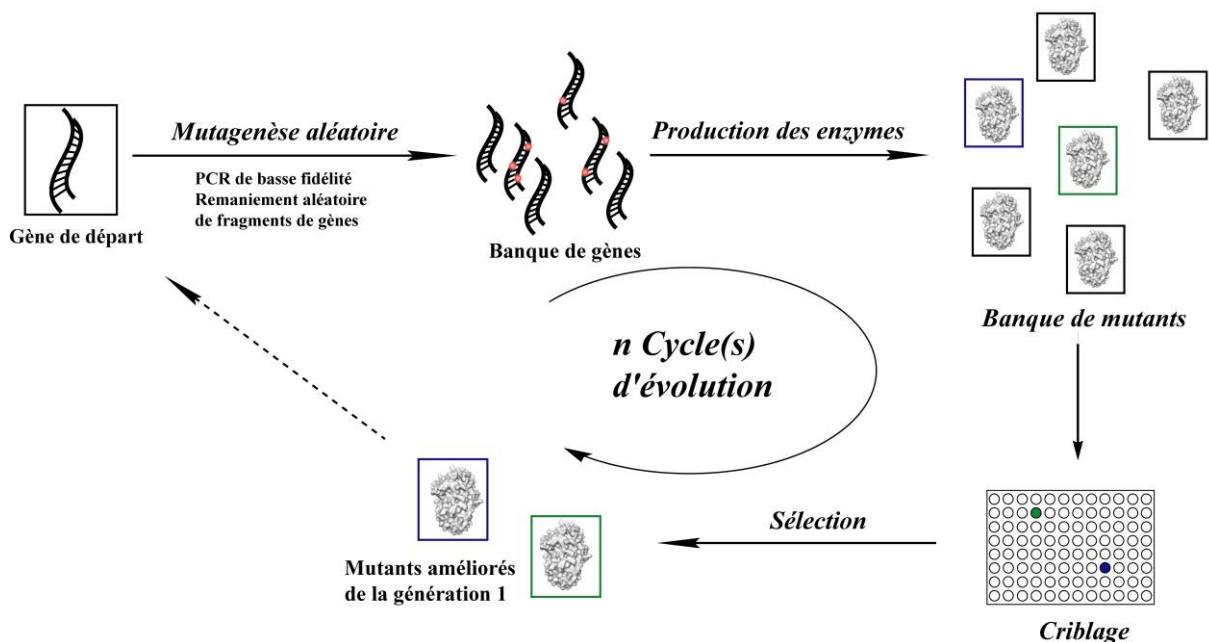 Gène de départ
Mutagenèse aléatoire
PCR de basse fidélité
Remaniement aléatoire
de fragments de gènes
Banque de gènes
Production des enzymes
Banque de mutants
n Cycle(s)
d'évolution
Criblage
Sélection
Mutants améliorés
de la génération 1